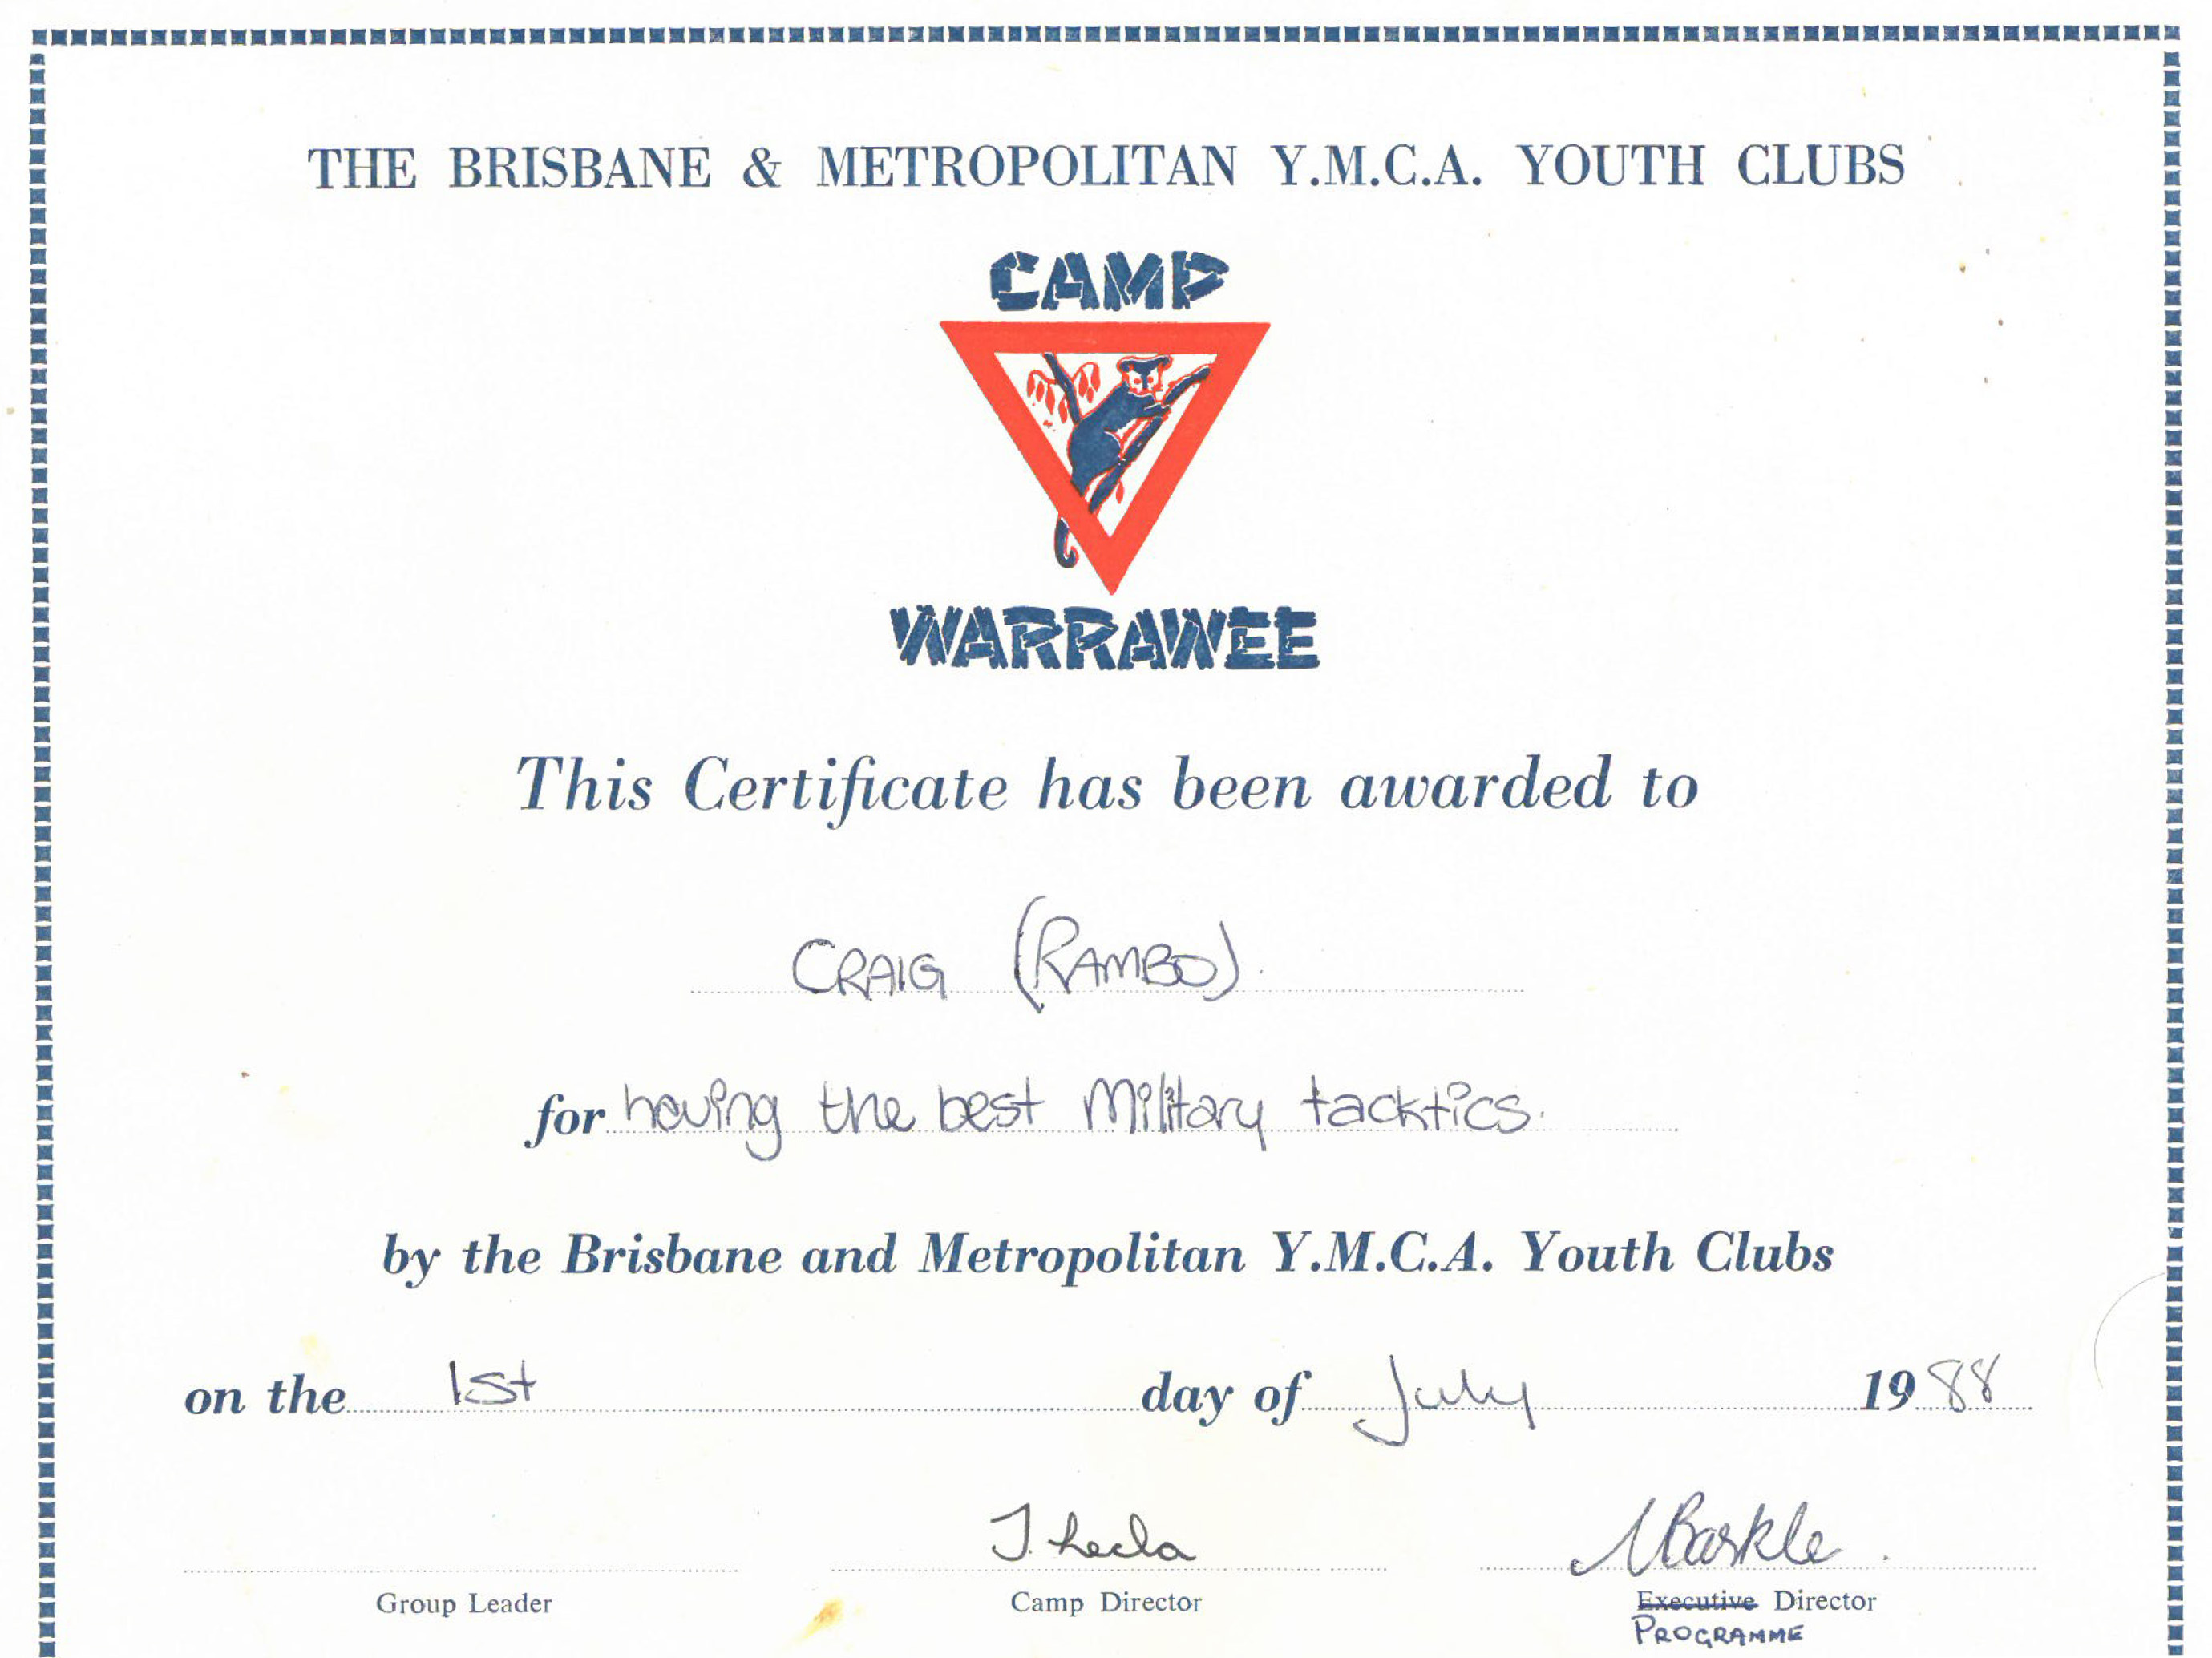 THE BRISBANE & METROPOLITAN Y.M.C.A. YOUTH CLUBS
CAMP
WARRAWEE
This Certificate has been awarded to
CRAIG (RAMBO).
for having the best Military tacktics.
by the Brisbane and Metropolitan Y.M.C.A. Youth Clubs
on the 1st day of July 1988
Thecla Barkle
Group Leader Camp Director Executive Director
PROGRAMME